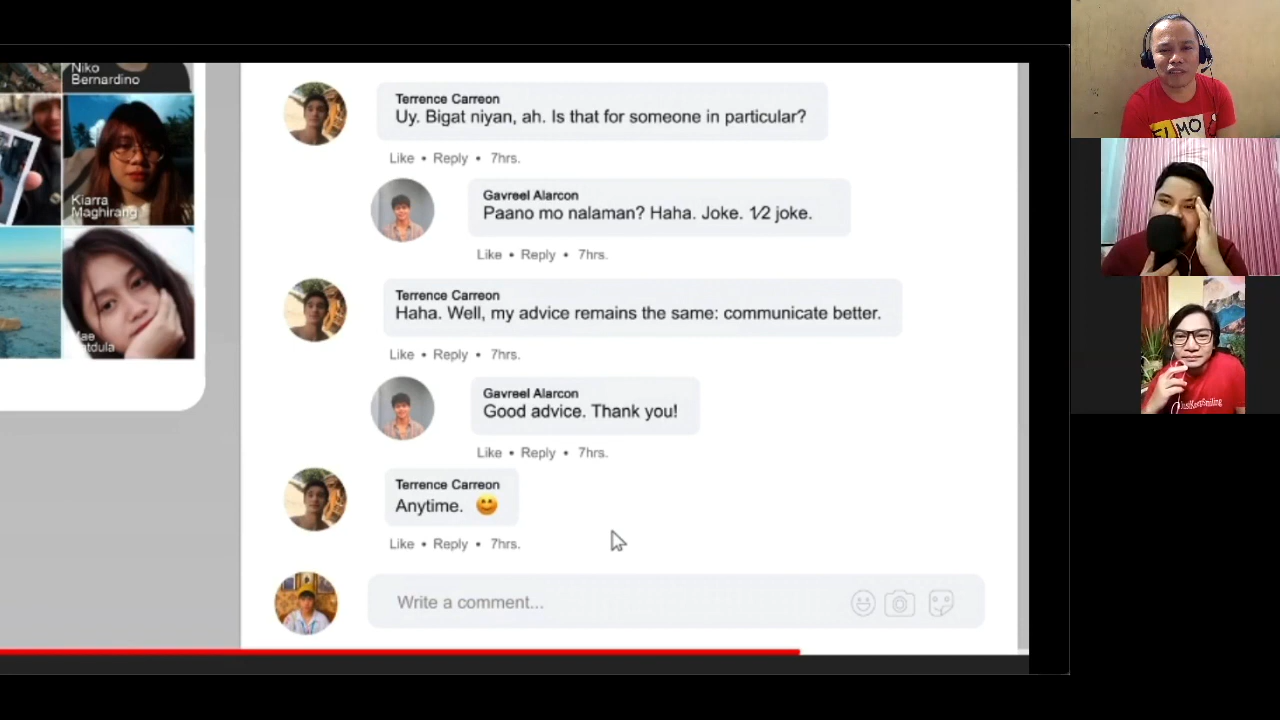 Niko
Bernardino
Kiarra
Maghirang
Terrence Carreon
Uy. Bigat niyan, ah. Is that for someone in particular?
Like • Reply • 7hrs.
Gavreel Alarcon
Paano mo nalaman? Haha. Joke. 1⁄2 joke.
Like • Reply • 7hrs.
Terrence Carreon
Haha. Well, my advice remains the same: communicate better.
Like • Reply • 7hrs.
Gavreel Alarcon
Good advice. Thank you!
Like • Reply • 7hrs.
Terrence Carreon
Anytime. 😊
Like • Reply • 7hrs.
Write a comment...